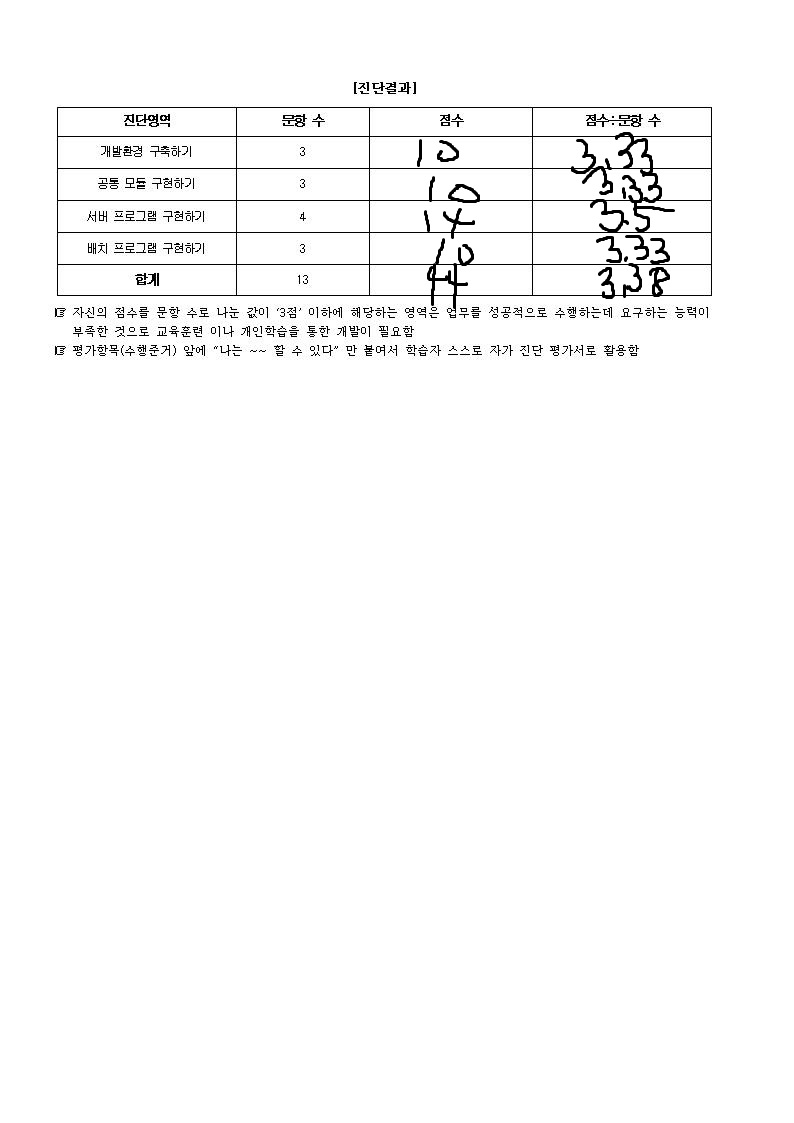 [진단결과]
진단영역 문항 수 점수 점수÷문항 수
개발환경 구축하기 3 10 3.33
공통 모듈 구현하기 3 10 3.33
서버 프로그램 구현하기 4 14 3.5
배치 프로그램 구현하기 3 10 3.33
합계 13 44 3.38
☞ 자신의 점수를 문항 수로 나눈 값이 ‘3점’ 이하에 해당하는 영역은 업무를 성공적으로 수행하는데 요구하는 능력이
부족한 것으로 교육훈련 이나 개인학습을 통한 개발이 필요함
☞ 평가항목(수행준거) 앞에 “나는 ~~ 할 수 있다” 만 붙여서 학습자 스스로 자가 진단 평가서로 활용함